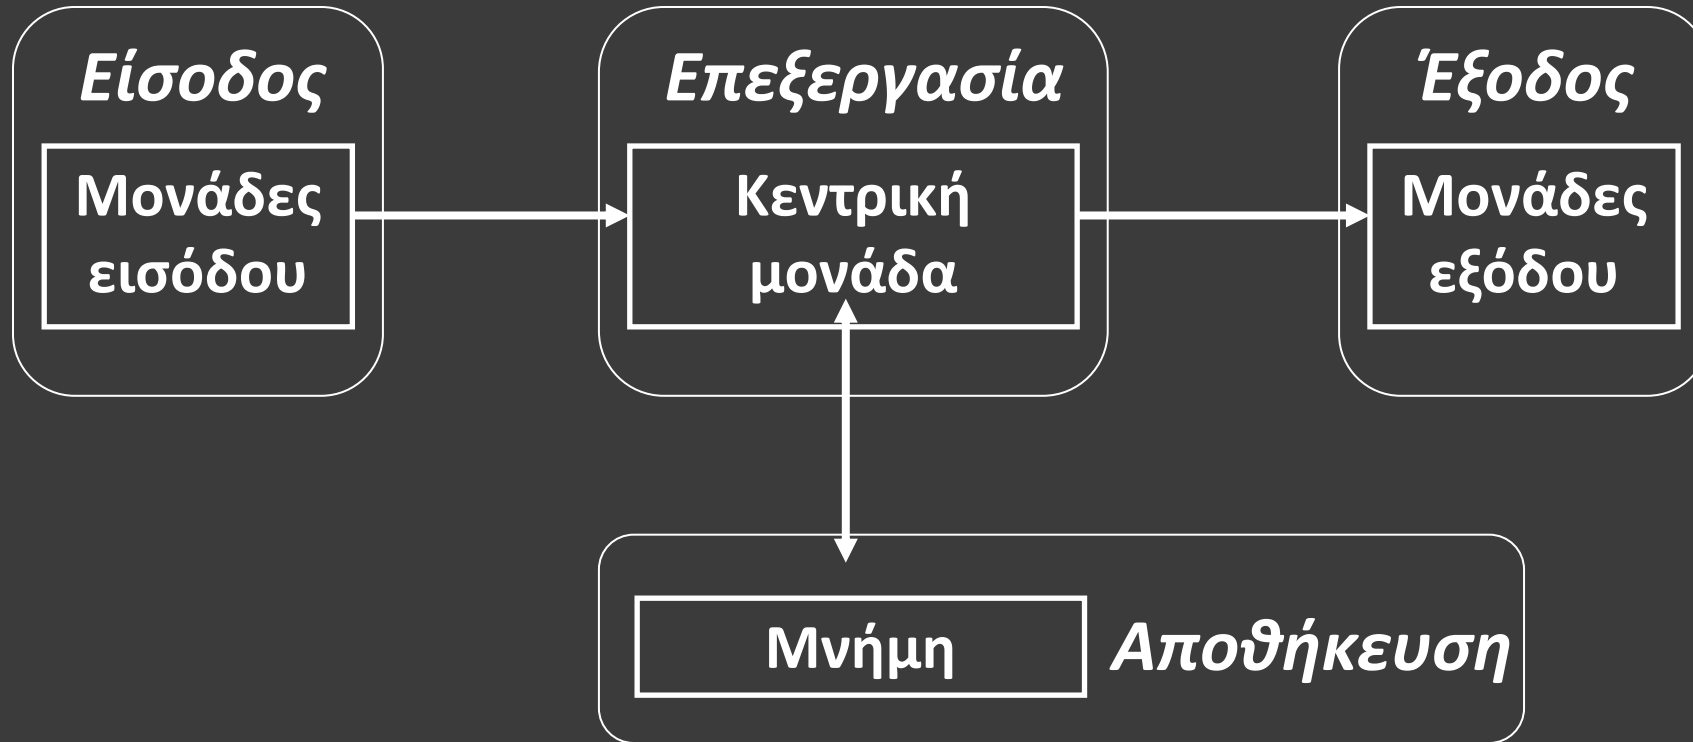 Είσοδος
Μονάδες
εισόδου
Επεξεργασία
Κεντρική
μονάδα
Έξοδος
Μονάδες
εξόδου
Μνήμη
Αποθήκευση